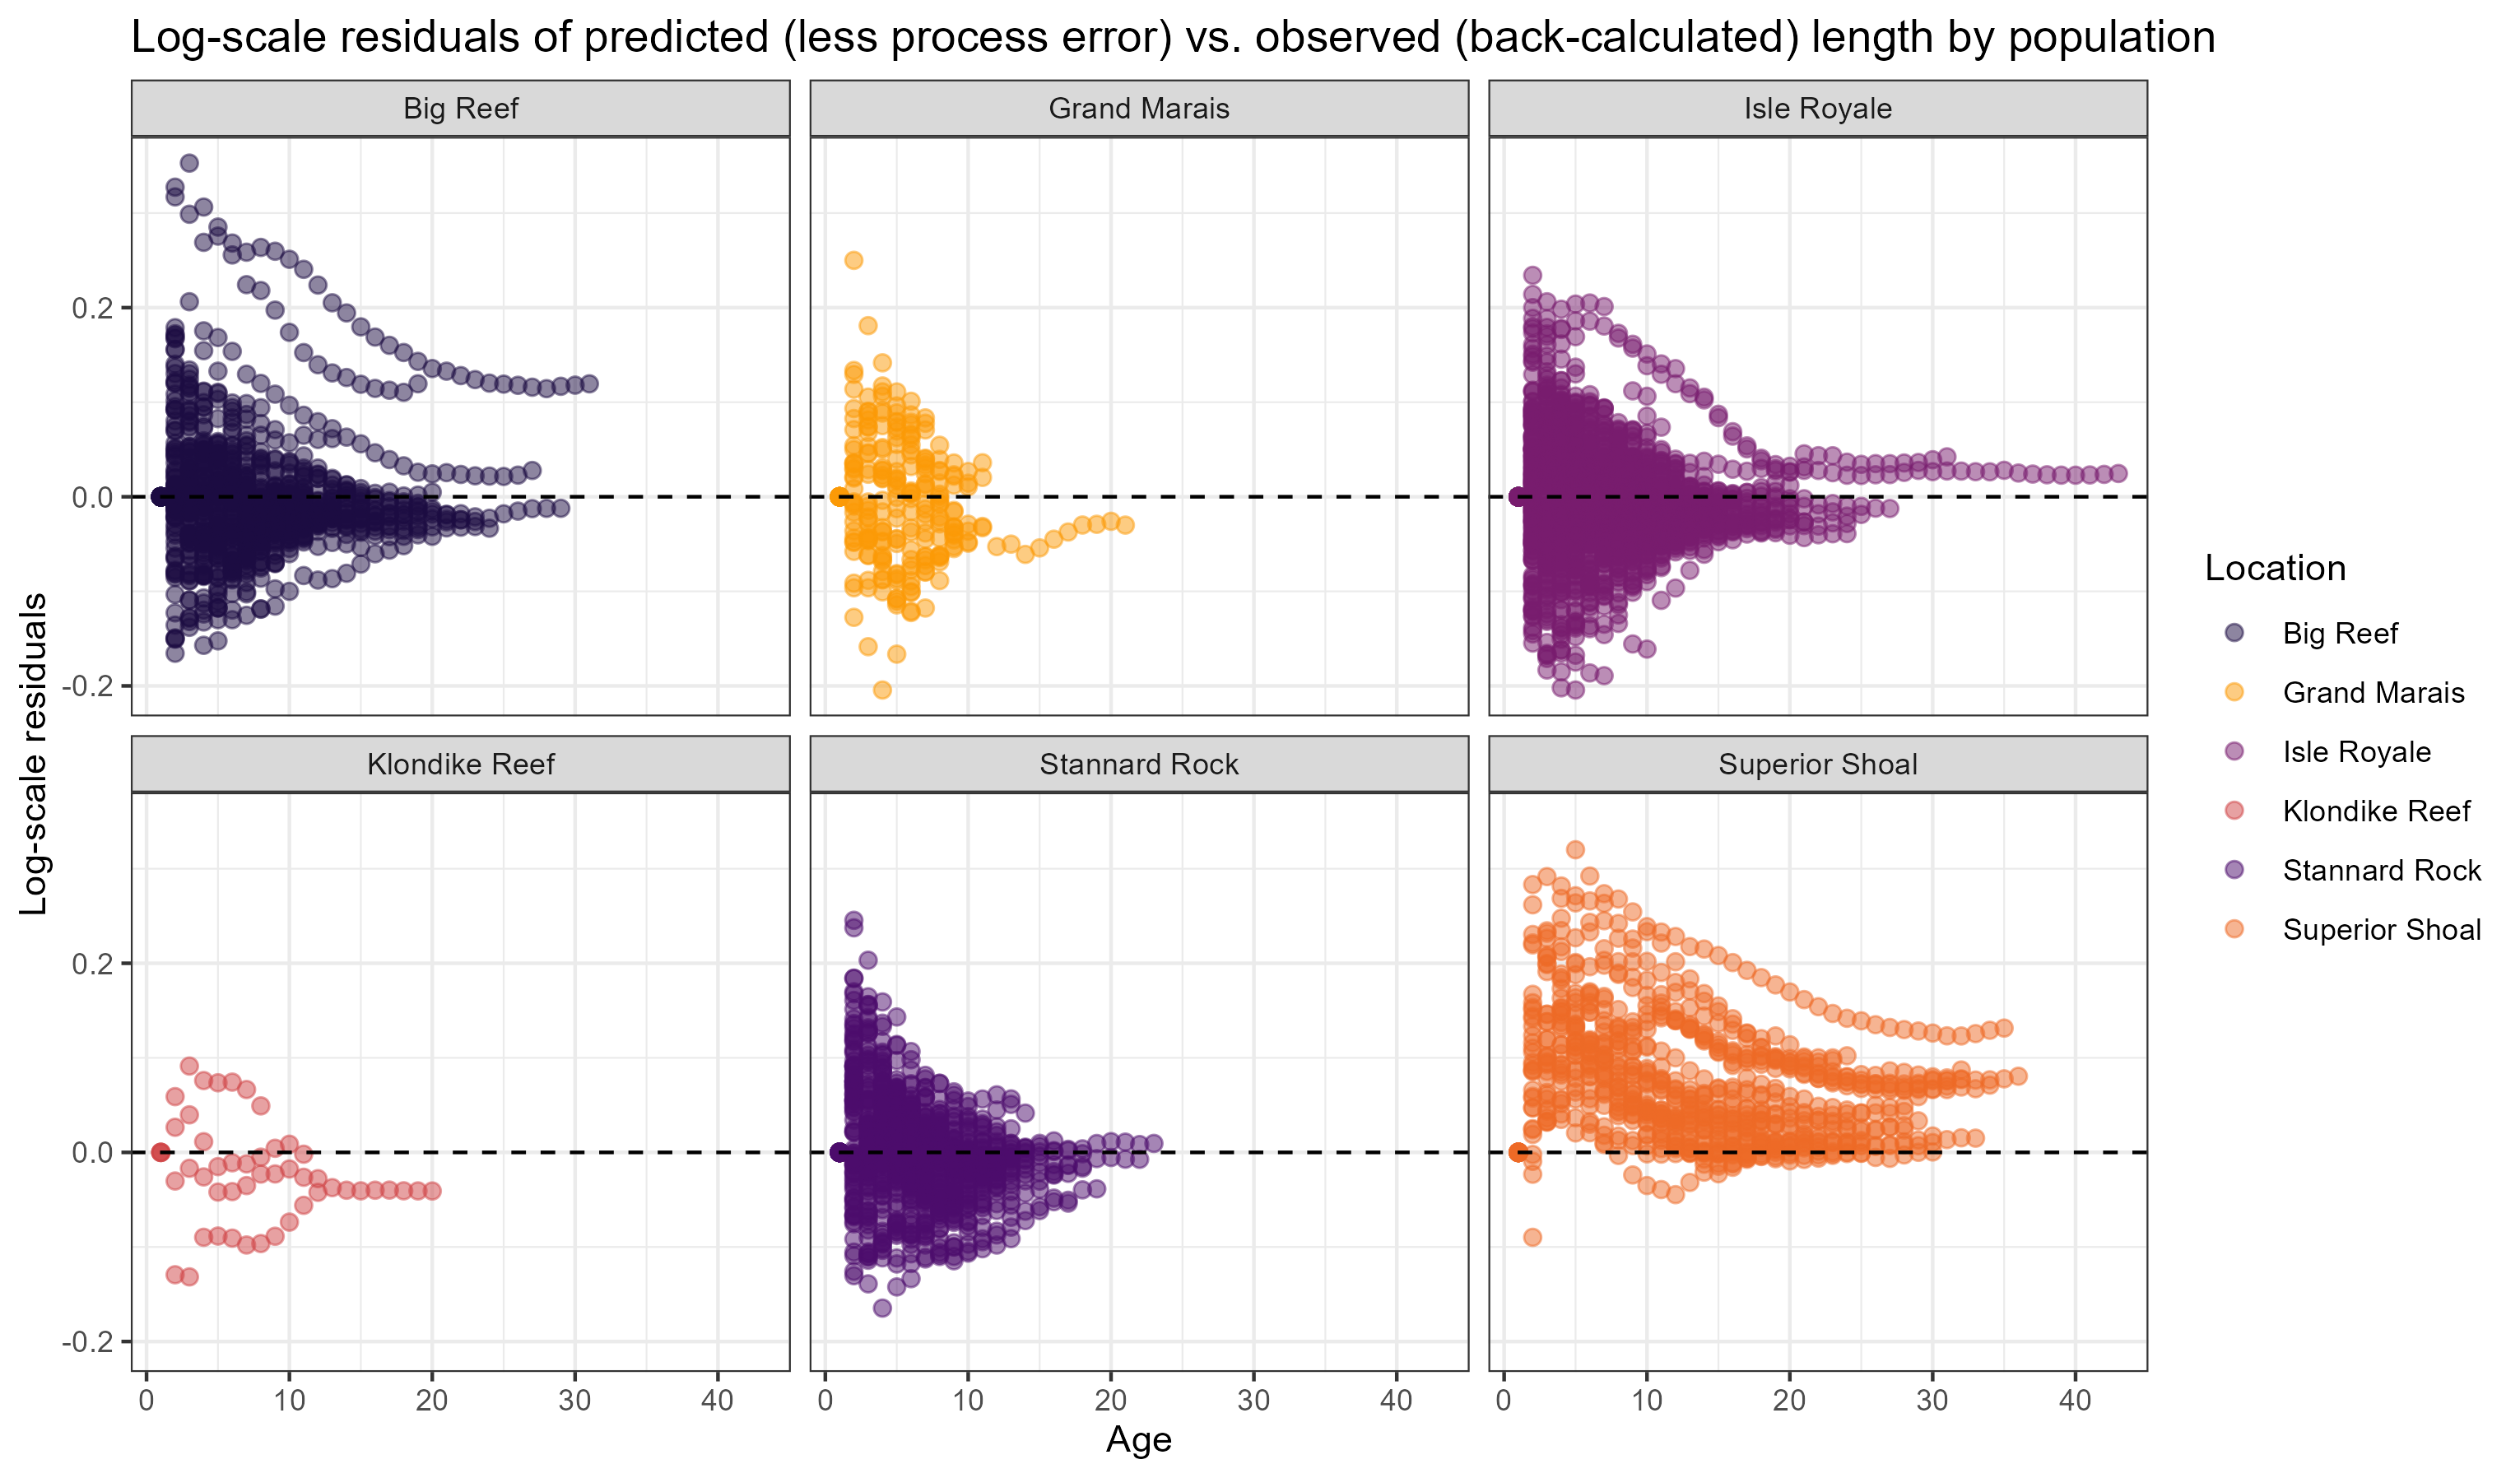 Log-scale residuals of predicted (less process error) vs. observed (back-calculated) length by population
Big Reef
Grand Marais
Isle Royale
0.2
0.0
-0.2
Klondike Reef
Stannard Rock
Superior Shoal
0.2
0.0
-0.2
0 10 20 30 40
0 10 20 30 40
0 10 20 30 40
Age
Log-scale residuals
Location
Big Reef
Grand Marais
Isle Royale
Klondike Reef
Stannard Rock
Superior Shoal